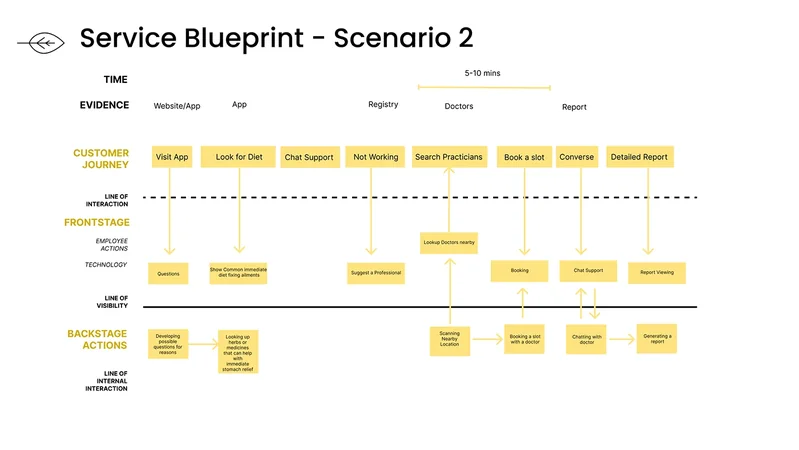 Service Blueprint - Scenario 2
TIME
5-10 mins
EVIDENCE
Website/App
App
Registry
Doctors
Report
CUSTOMER
JOURNEY
Visit App
Look for Diet
Chat Support
Not Working
Search Practicians
Book a slot
Converse
Detailed Report
LINE OF
INTERACTION
FRONTSTAGE
EMPLOYEE
ACTIONS
Lookup Doctors nearby
TECHNOLOGY
Questions
Show Common immediate
diet fixing ailments
Suggest a Professional
Booking
Chat Support
Report Viewing
LINE OF
VISIBILITY
BACKSTAGE
ACTIONS
Developing
possible
questions for
reasons
Looking up
herbs or
medicines
that can help
with
immediate
stomach relief
Scanning
Nearby
Location
Booking a slot
with a doctor
Chatting with
doctor
Generating a
report
LINE OF
INTERNAL
INTERACTION